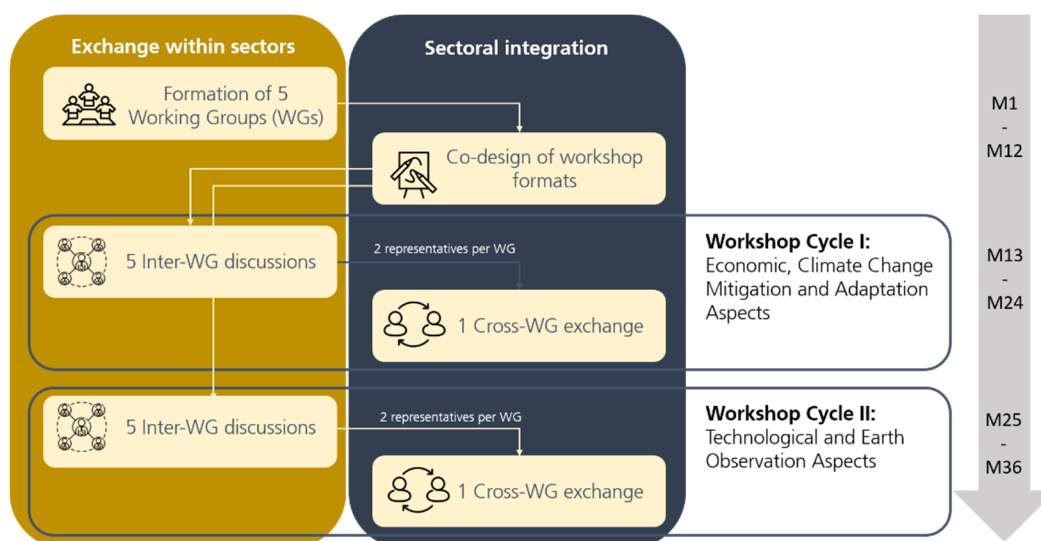 Exchange within sectors
Sectoral integration
Formation of 5
Working Groups (WGs)
M1
-
M12
Co-design of workshop
formats
5 Inter-WG discussions
2 representatives per WG
Workshop Cycle I:
Economic, Climate Change
Mitigation and Adaptation
Aspects
M13
-
M24
1 Cross-WG exchange
5 Inter-WG discussions
2 representatives per WG
Workshop Cycle II:
Technological and Earth
Observation Aspects
M25
-
M36
1 Cross-WG exchange